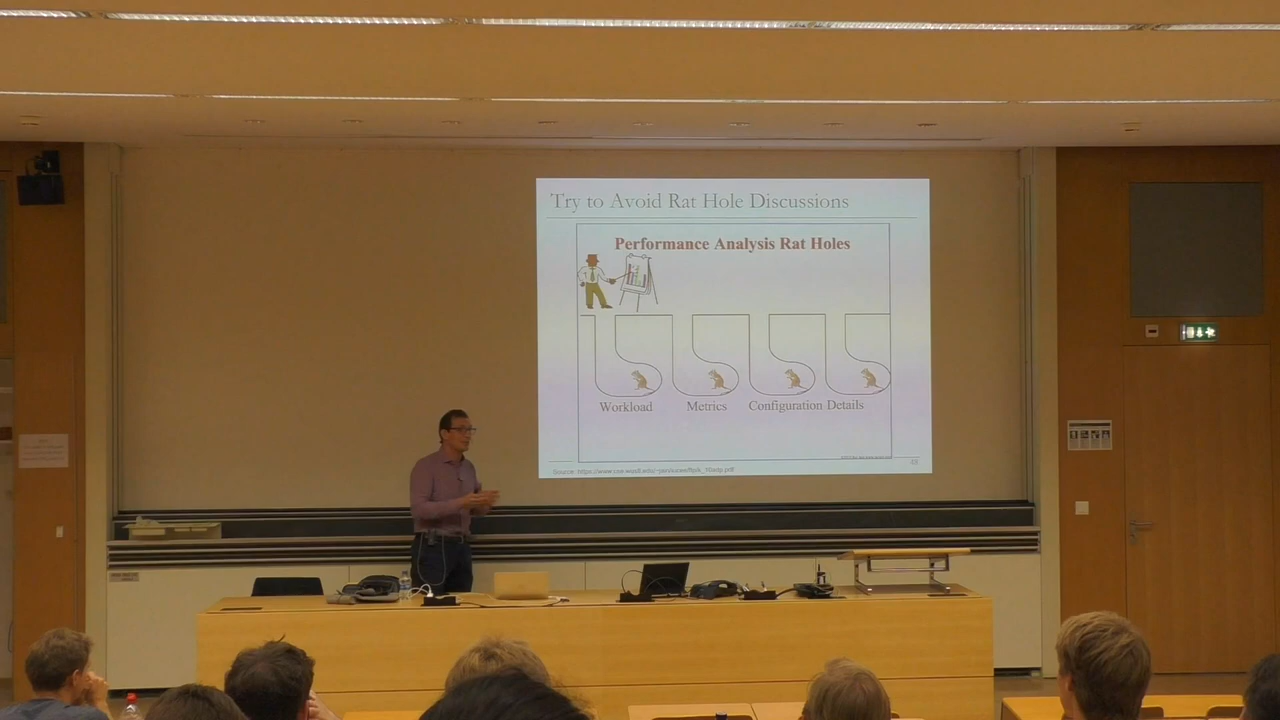 Try to Avoid Rat Hole Discussions
Performance Analysis Rat Holes
Workload Metrics Configuration Details